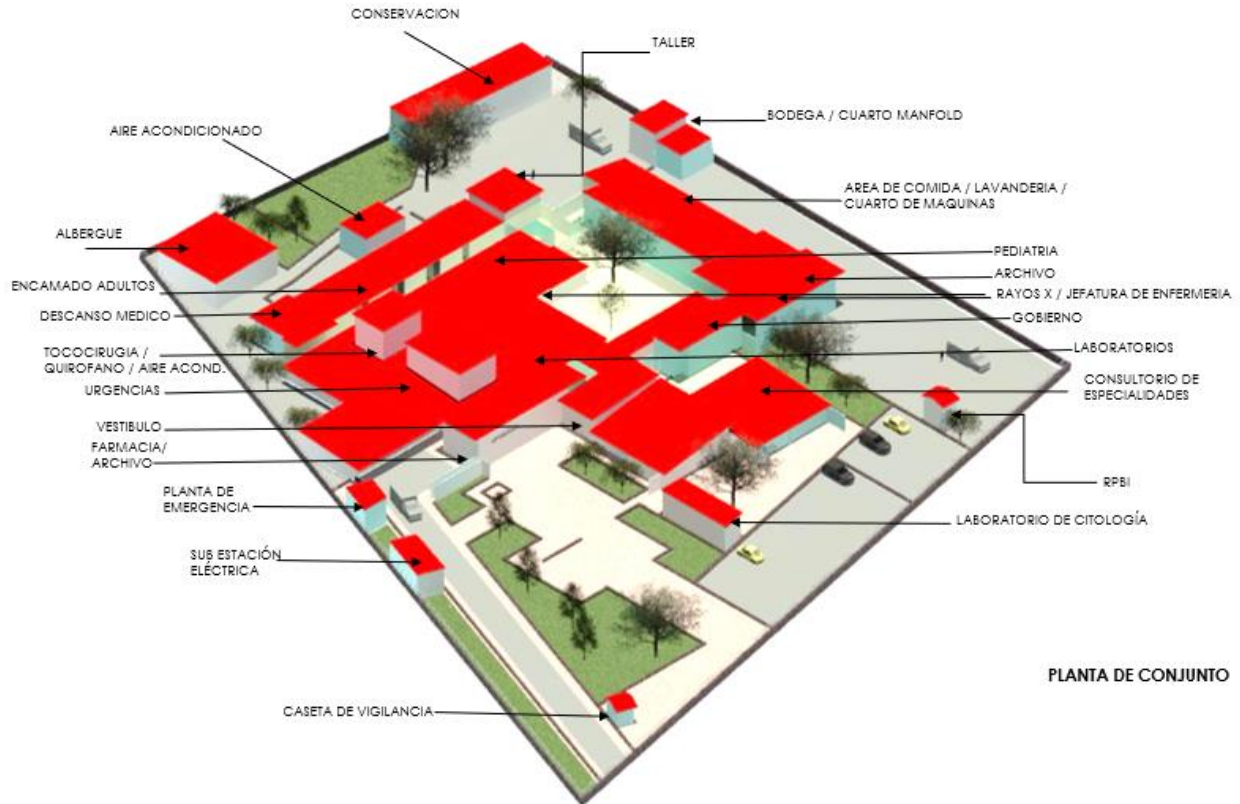 CONSERVACION
TALLER
BODEGA / CUARTO MANFOLD
AIRE ACONDICIONADO
AREA DE COMIDA / LAVANDERIA /
CUARTO DE MAQUINAS
ALBERGUE
PEDIATRIA
ARCHIVO
ENCAMADO ADULTOS
RAYOS X / JEFATURA DE ENFERMERIA
DESCANSO MEDICO
GOBIERNO
TOCOCIRUGIA /
QUIROFANO / AIRE ACOND.
LABORATORIOS
URGENCIAS
CONSULTORIO DE
ESPECIALIDADES
VESTIBULO
FARMACIA/
ARCHIVO
RPBI
PLANTA DE
EMERGENCIA
LABORATORIO DE CITOLOGÍA
SUB ESTACIÓN
ELÉCTRICA
PLANTA DE CONJUNTO
CASETA DE VIGILANCIA